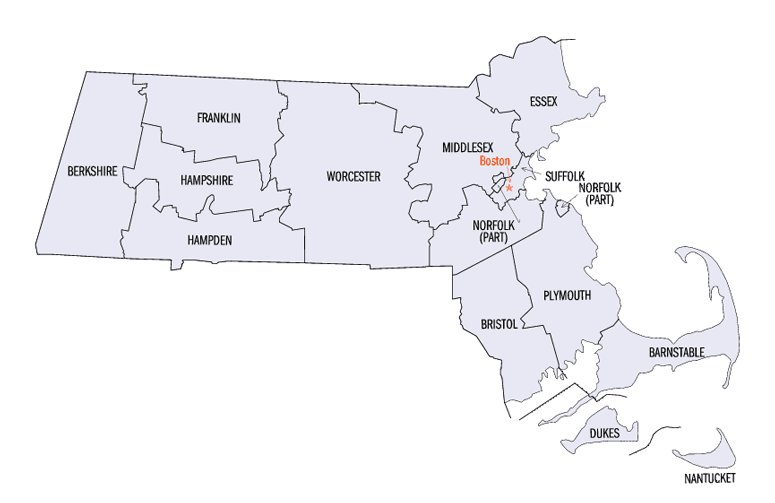 ESSEX
FRANKLIN
MIDDLESEX
Boston
BERKSHIRE
HAMPSHIRE
WORCESTER
SUFFOLK
NORFOLK
(PART)
NORFOLK
(PART)
HAMPDEN
PLYMOUTH
BRISTOL
BARNSTABLE
DUKES
NANTUCKET